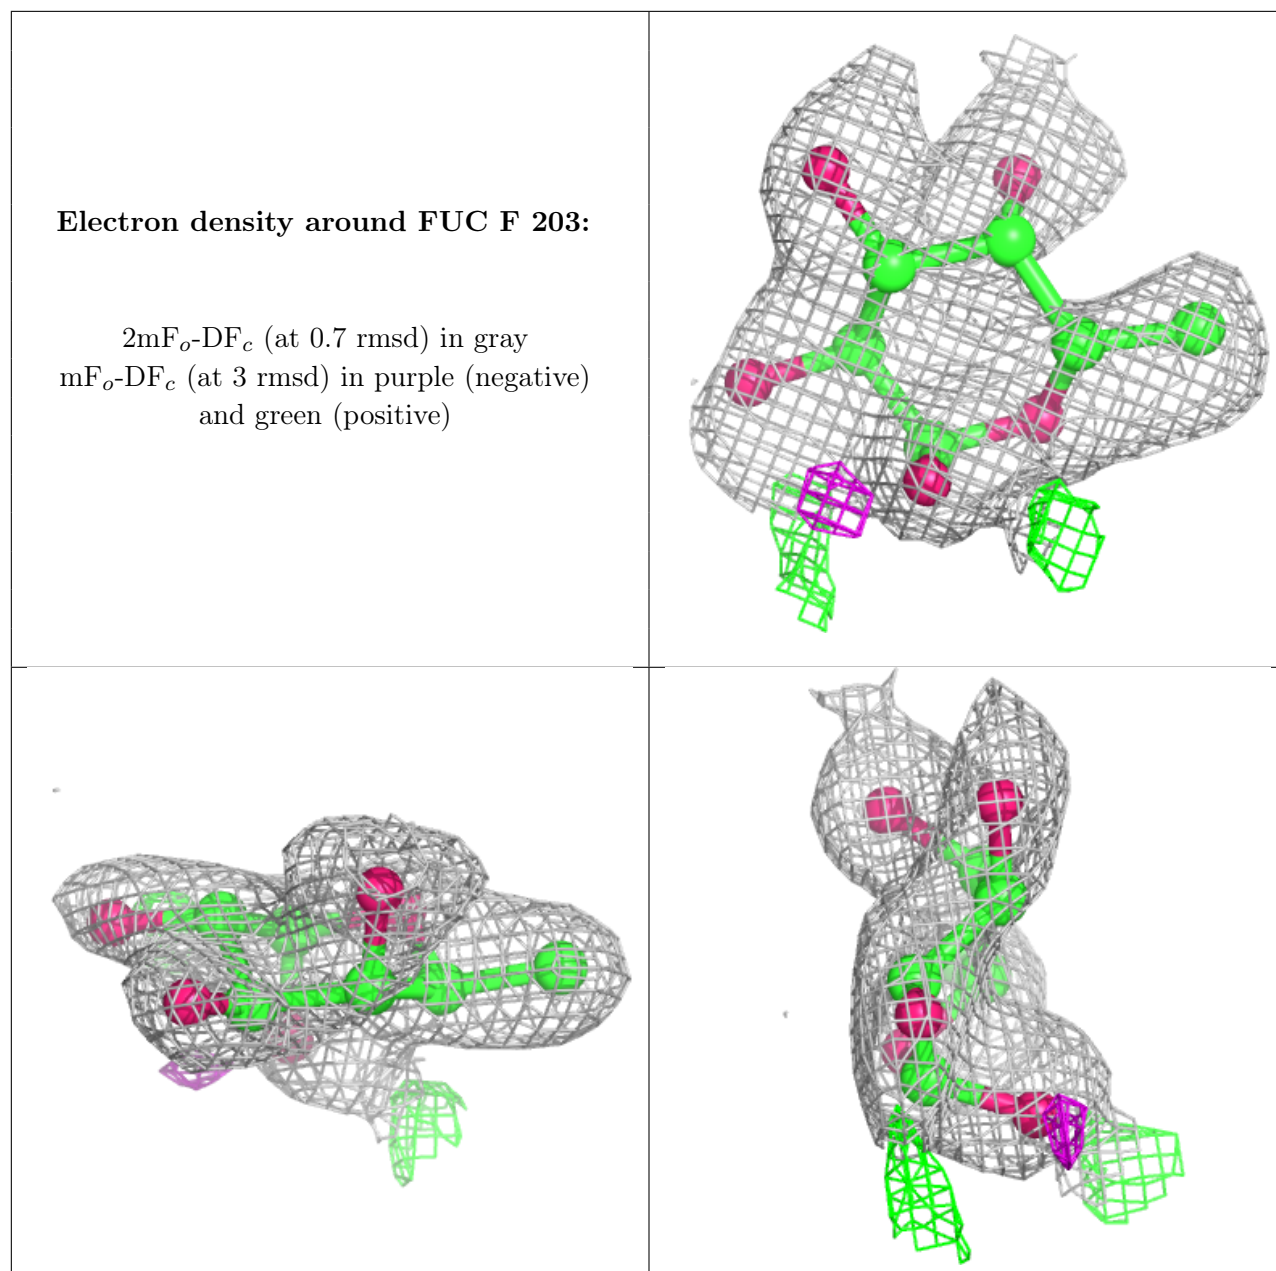 Electron density around FUC F 203:
2mFo-DFc (at 0.7 rmsd) in gray
mFo-DFc (at 3 rmsd) in purple (negative)
and green (positive)